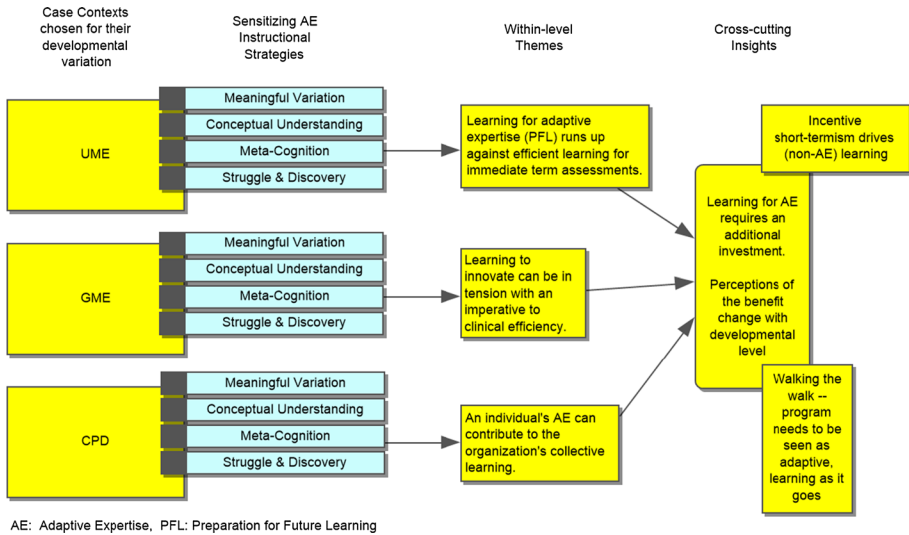 Case Contexts
chosen for their
developmental
variation
Sensitizing AE
Instructional
Strategies
Within-level
Themes
Cross-cutting
Insights
UME
Meaningful Variation
Conceptual Understanding
Meta-Cognition
Struggle & Discovery
Learning for adaptive
expertise (PFL) runs up
against efficient learning for
immediate term assessments.
GME
Meaningful Variation
Conceptual Understanding
Meta-Cognition
Struggle & Discovery
Learning to
innovate can be in
tension with an
imperative to
clinical efficiency.
CPD
Meaningful Variation
Conceptual Understanding
Meta-Cognition
Struggle & Discovery
An individual's AE can
contribute to the
organization's collective
learning.
Incentive
short-termism drives
(non-AE) learning
Learning for AE
requires an
additional
investment.
Perceptions of
the benefit
change with
developmental
level
Walking the
walk --
program
needs to be
seen as
adaptive,
learning as it
goes
AE: Adaptive Expertise, PFL: Preparation for Future Learning